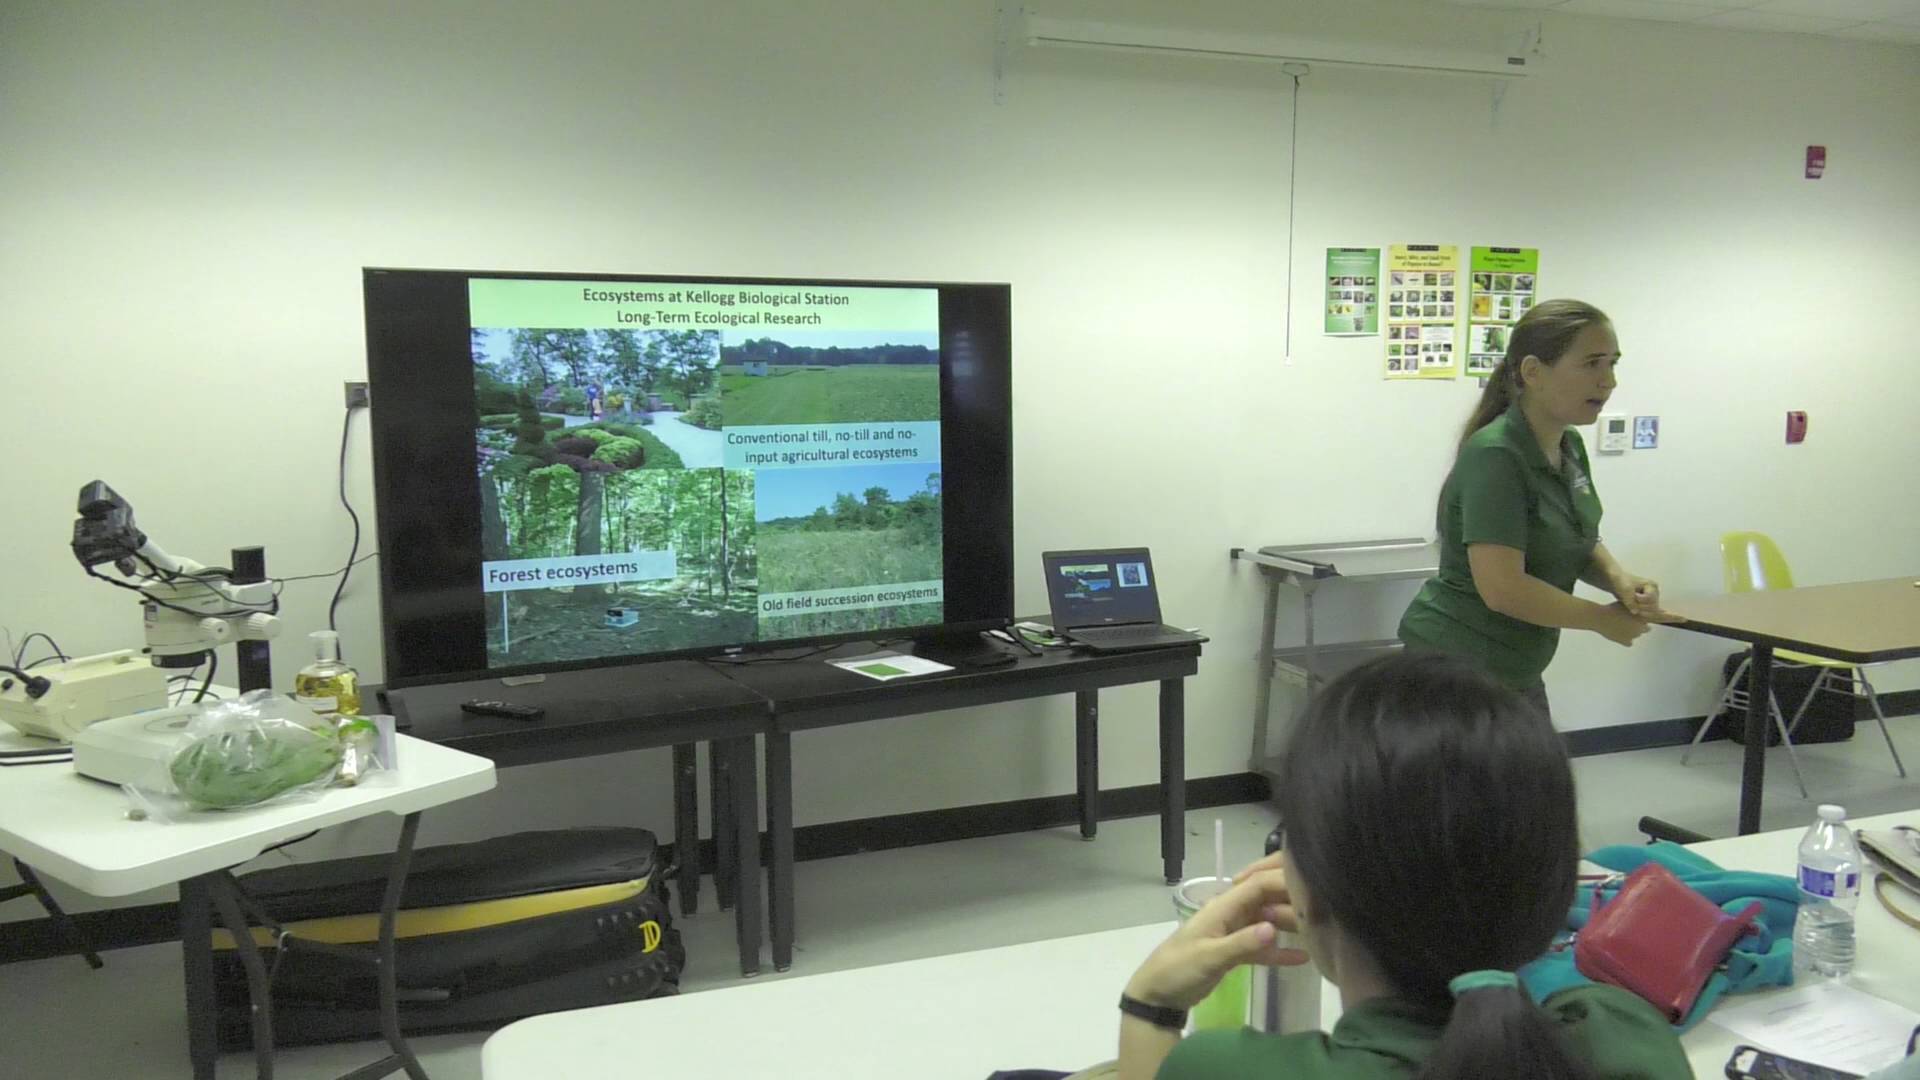 Ecosystems at Kellogg Biological Station
Long-Term Ecological Research
Conventional till, no-till and no-
input agricultural ecosystems
Forest ecosystems
Old field succession ecosystems
D